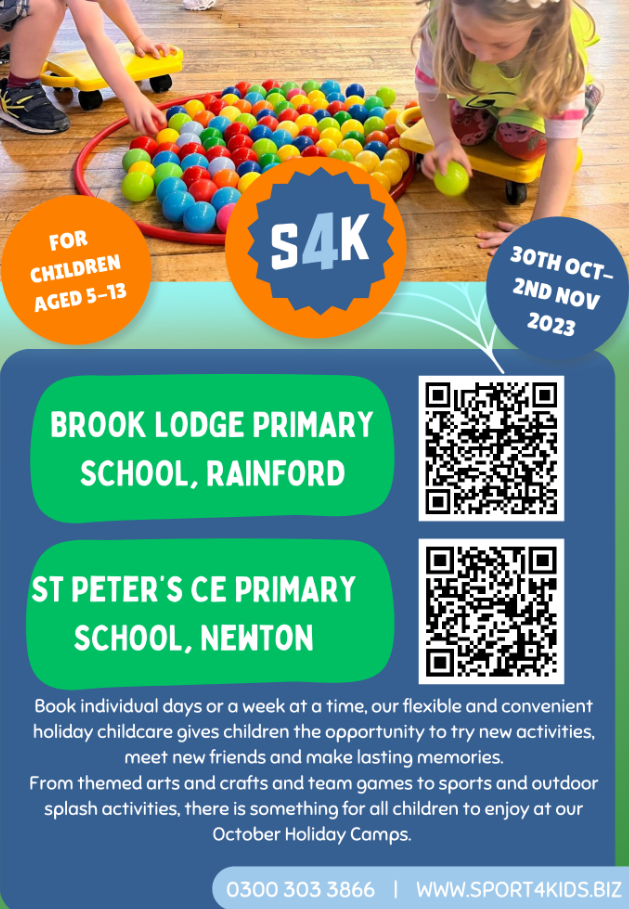 FOR
CHILDREN
AGED 5-13
S4K
30TH OCT-
2ND NOV
2023
BROOK LODGE PRIMARY
SCHOOL, RAINFORD
ST PETER'S CE PRIMARY
SCHOOL, NEWTON
Book individual days or a week at a time, our flexible and convenient
holiday childcare gives children the opportunity to try new activities,
meet new friends and make lasting memories.
From themed arts and crafts and team games to sports and outdoor
splash activities, there is something for all children to enjoy at our
October Holiday Camps.
0300 303 3866 | WWW.SPORT4KIDS.BIZ